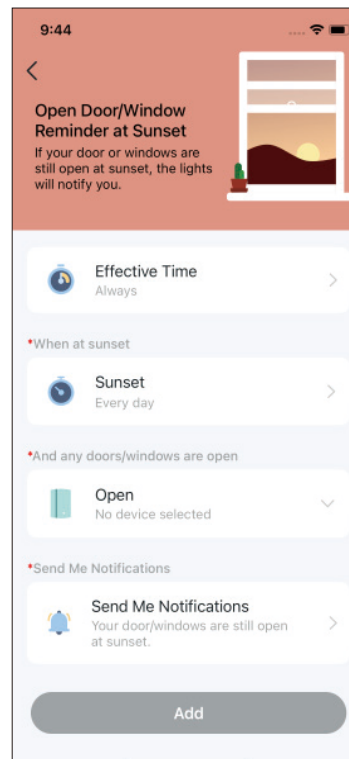 9:44
Open Door/Window
Reminder at Sunset
If your door or windows are
still open at sunset, the lights
will notify you.
Effective Time
Always
*When at sunset
Sunset
Every day
*And any doors/windows are open
Open
No device selected
*Send Me Notifications
Send Me Notifications
Your door/windows are still open
at sunset.
Add